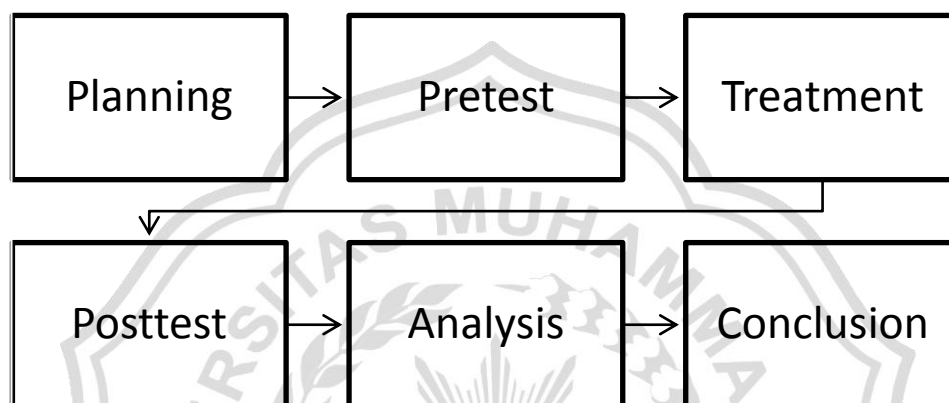 Planning
Pretest
Treatment
Posttest
Analysis
Conclusion